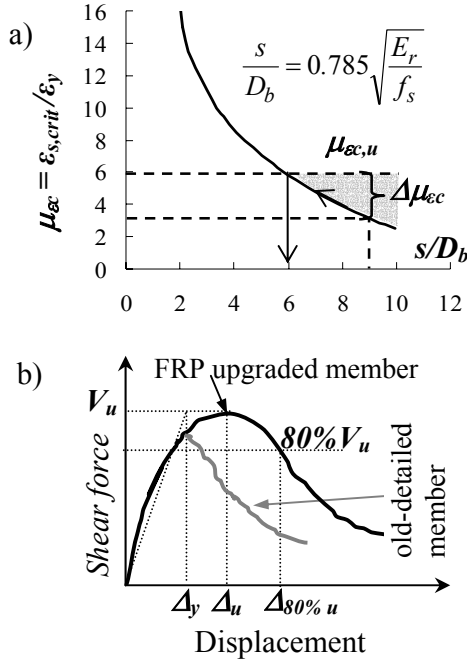 a)
μεc = εs,crit/εy
16
14
12
10
8
6
4
2
0
s/Db = 0.785 √(Er/fs)
μεc,u
Δμεc
s/Db
0 2 4 6 8 10 12
b)
FRP upgraded member
Vu
80%Vu
Shear force
old-detailed
member
Δy Δu Δ80% u
Displacement